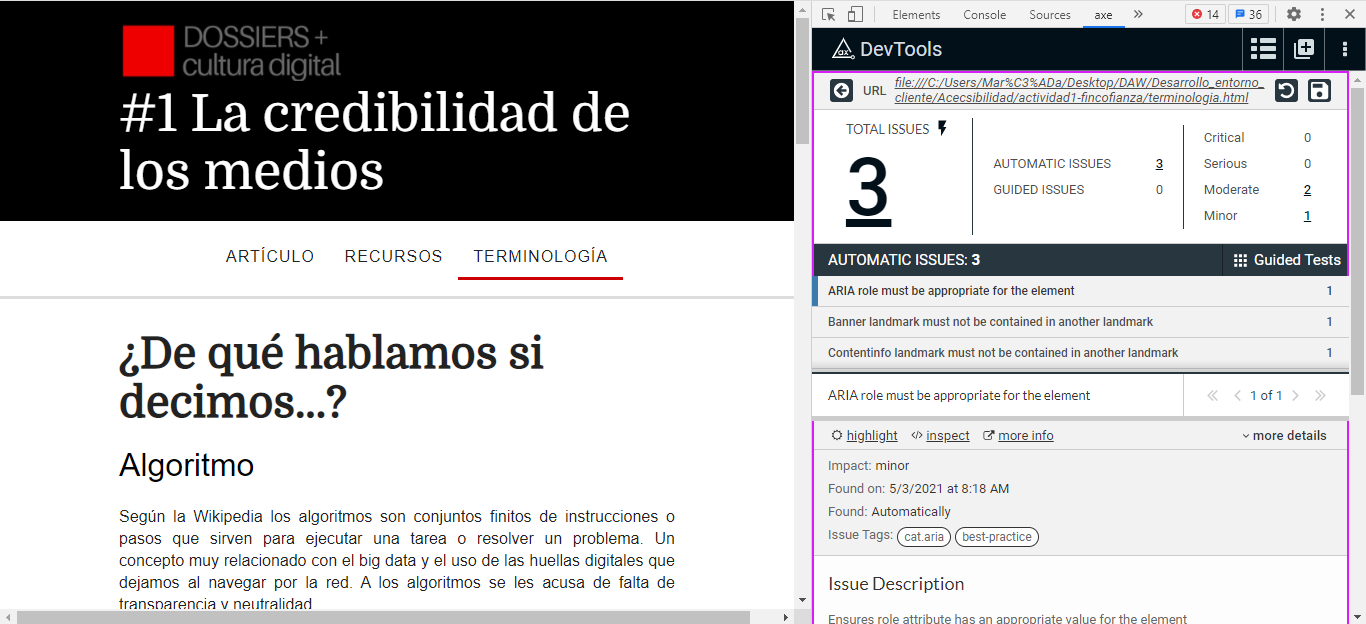 DOSSIERS +
cultura digital
#1 La credibilidad de
los medios
ARTÍCULO RECURSOS TERMINOLOGÍA
¿De qué hablamos si
decimos...?
Algoritmo
Según la Wikipedia los algoritmos son conjuntos finitos de instrucciones o
pasos que sirven para ejecutar una tarea o resolver un problema. Un
concepto muy relacionado con el big data y el uso de las huellas digitales que
dejamos al navegar por la red. A los algoritmos se les acusa de falta de
transparencia y neutralidad
Elements Console Sources axe » 14 36
ax DevTools
URL file:///C:/Users/Mar%C3%ADa/Desktop/DAW/Desarrollo_entorno_
cliente/Acecsibilidad/actividad1-fincofianza/terminologia.html
TOTAL ISSUES
3
AUTOMATIC ISSUES 3
GUIDED ISSUES 0
Critical 0
Serious 0
Moderate 2
Minor 1
AUTOMATIC ISSUES: 3 Guided Tests
ARIA role must be appropriate for the element 1
Banner landmark must not be contained in another landmark 1
Contentinfo landmark must not be contained in another landmark 1
ARIA role must be appropriate for the element 1 of 1
highlight </> inspect more info more details
Impact: minor
Found on: 5/3/2021 at 8:18 AM
Found: Automatically
Issue Tags: cat.aria best-practice
Issue Description
Ensures role attribute has an appropriate value for the element